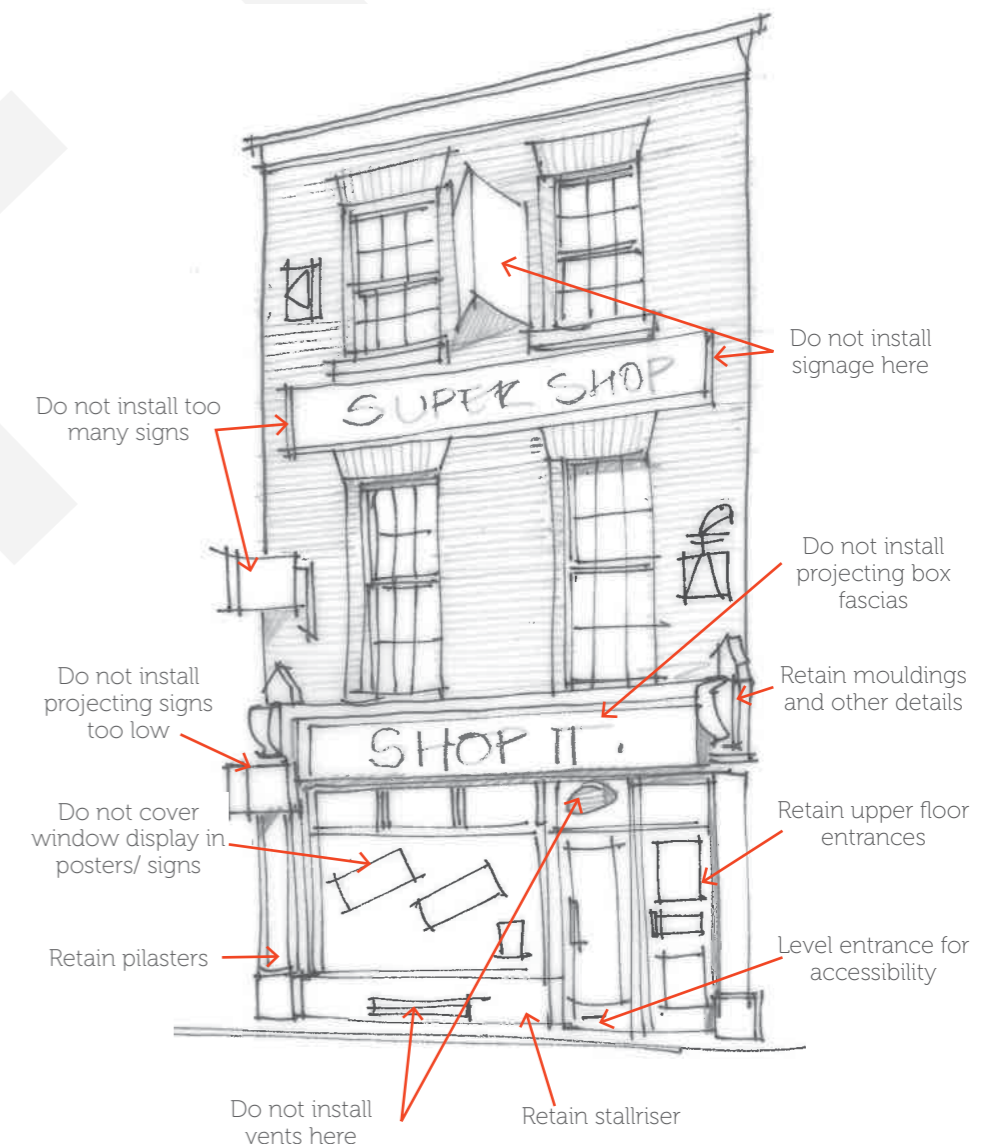 Do not install
signage here
SUPER SHOP
Do not install too
many signs
Do not install
projecting box
fascias
Do not install
projecting signs
too low
Retain mouldings
and other details
SHOP
Do not cover
window display in
posters/ signs
Retain upper floor
entrances
Retain pilasters
Level entrance for
accessibility
Do not install
vents here
Retain stallriser